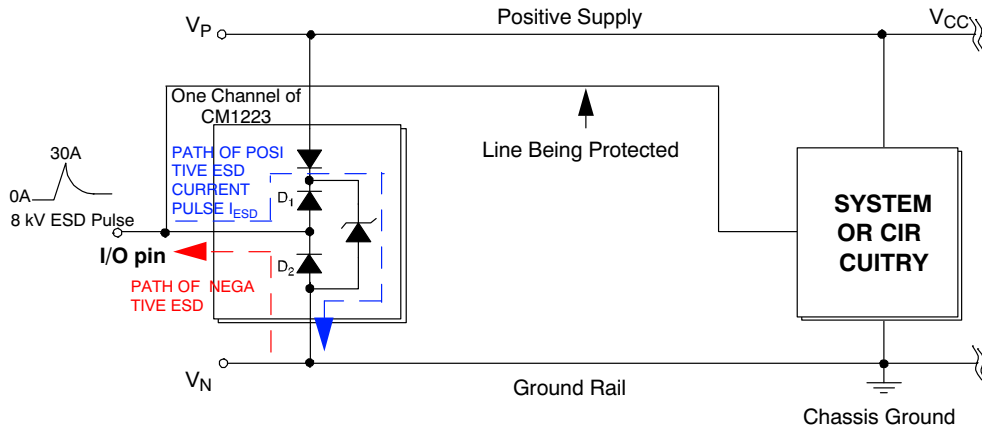 VP
Positive Supply
VCC
One Channel of
CM1223
PATH OF POSI
TIVE ESD
CURRENT
PULSE IESD
30A
0A
8 kV ESD Pulse
I/O pin
PATH OF NEGA
TIVE ESD
D1
D2
Line Being Protected
SYSTEM
OR CIR
CUITRY
VN
Ground Rail
Chassis Ground